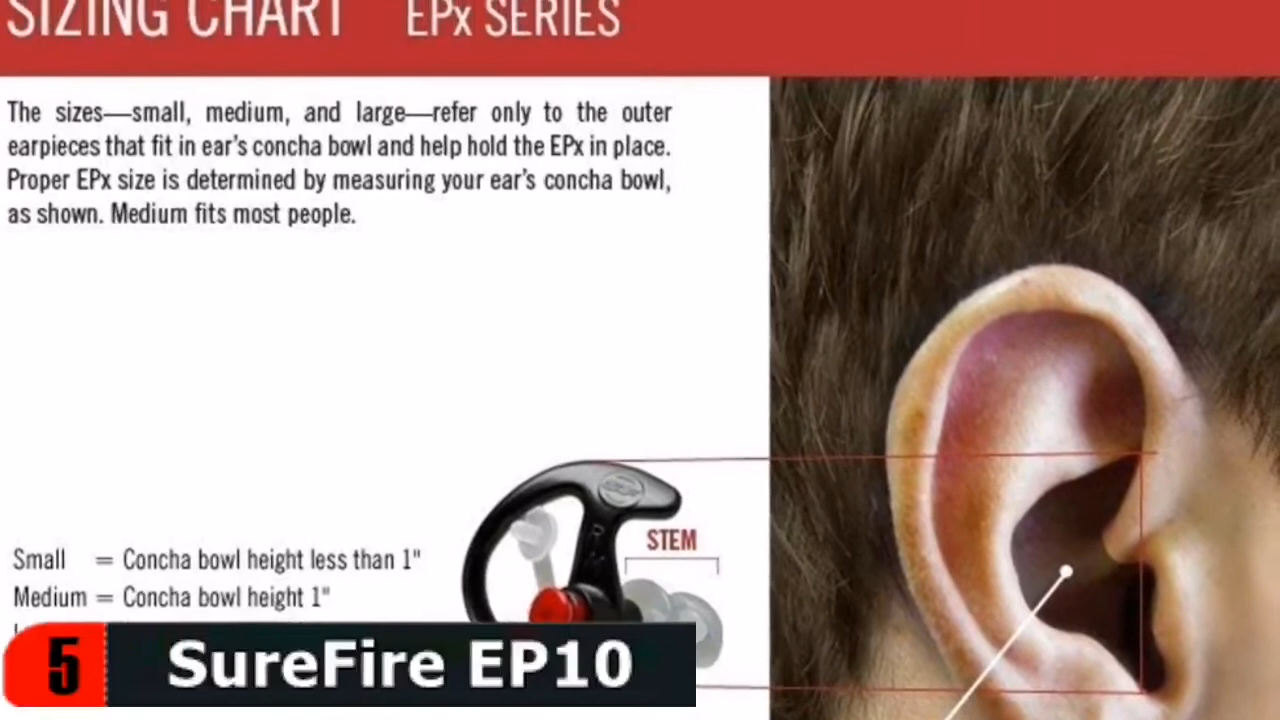 SIZING CHART EPx SERIES
The sizes—small, medium, and large—refer only to the outer
earpieces that fit in ear's concha bowl and help hold the EPx in place.
Proper EPx size is determined by measuring your ear's concha bowl,
as shown. Medium fits most people.
STEM
Small = Concha bowl height less than 1"
Medium = Concha bowl height 1"
5 SureFire EP10